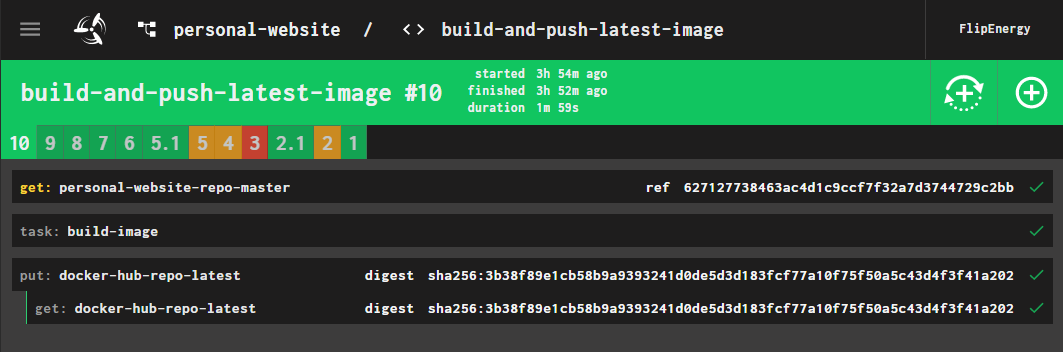 personal-website / <> build-and-push-latest-image FlipEnergy
build-and-push-latest-image #10
started 3h 54m ago
finished 3h 52m ago
duration 1m 59s
10 9 8 7 6 5.1 5 4 3 2.1 2 1
get: personal-website-repo-master ref 627127738463ac4d1c9ccf7f32a7d3744729c2bb
task: build-image
put: docker-hub-repo-latest digest sha256:3b38f89e1cb58b9a9393241d0de5d3d183fcf77a10f75f50a5c43d4f3f41a202
get: docker-hub-repo-latest digest sha256:3b38f89e1cb58b9a9393241d0de5d3d183fcf77a10f75f50a5c43d4f3f41a202